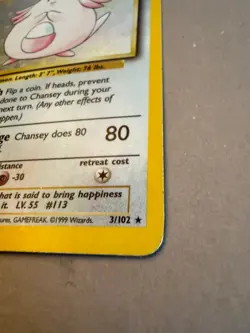 Length: 3' 7", Weight: 76 lbs.
Flip a coin. If heads, prevent
done to Chansey during your
next turn. (Any other effects of
ppen.)
ge Chansey does 80 80
istance retreat cost
-30
hat is said to bring happiness
it. LV. 55 #113
ures, GAMEFREAK. ©1999 Wizards. 3/102 ★